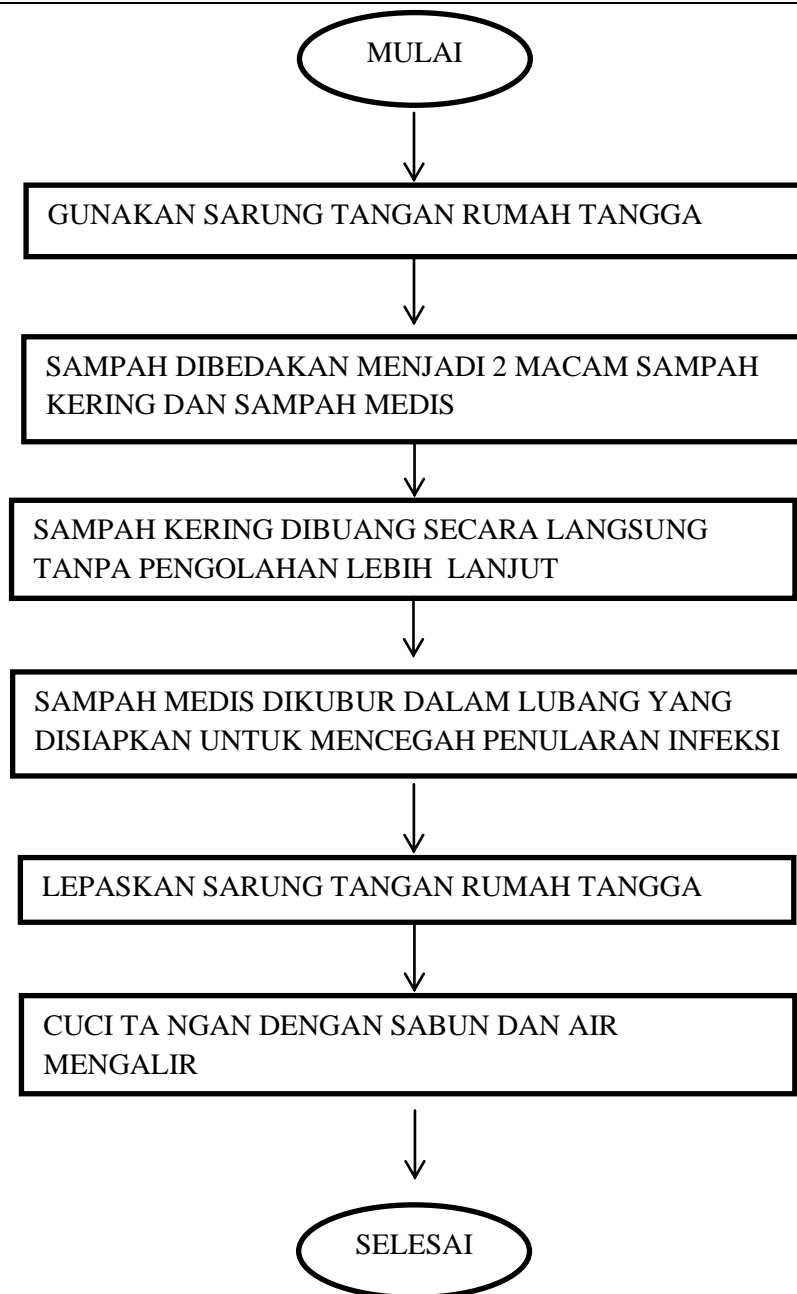 MULAI
GUNAKAN SARUNG TANGAN RUMAH TANGGA
SAMPAH DIBEDAKAN MENJADI 2 MACAM SAMPAH
KERING DAN SAMPAH MEDIS
SAMPAH KERING DIBUANG SECARA LANGSUNG
TANPA PENGOLAHAN LEBIH  LANJUT
SAMPAH MEDIS DIKUBUR DALAM LUBANG YANG
DISIAPKAN UNTUK MENCEGAH PENULARAN INFEKSI
LEPASKAN SARUNG TANGAN RUMAH TANGGA
CUCI TA NGAN DENGAN SABUN DAN AIR
MENGALIR
SELESAI